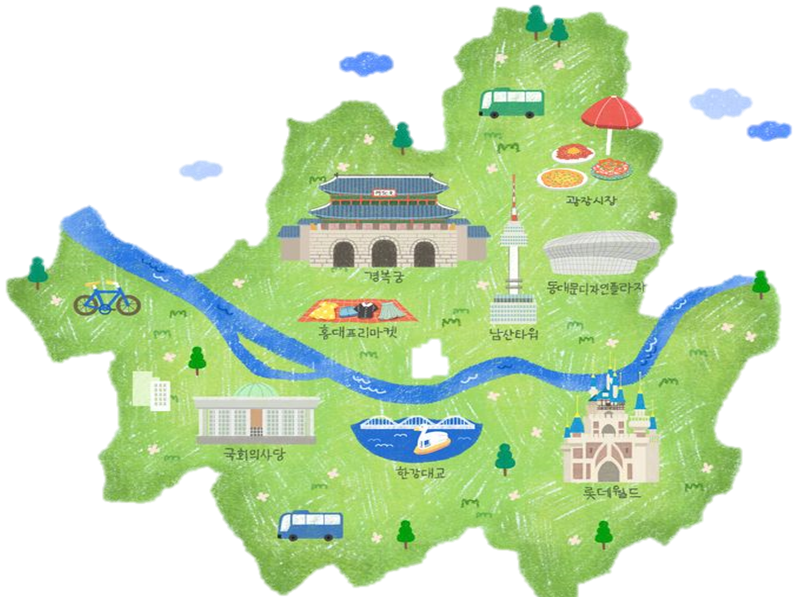 광장시장
경복궁
동대문디자인플라자
홍대프리마켓
남산타워
국회의사당
한강대교
롯데월드